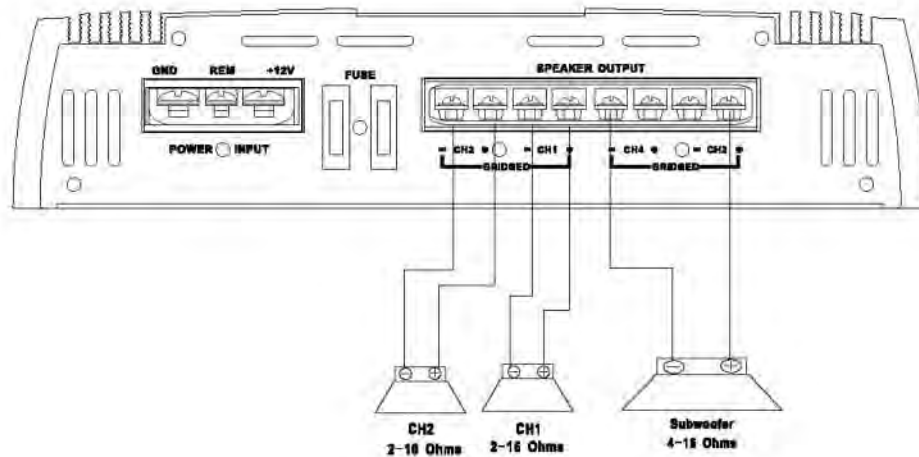 GND REM +12V
FUSE
SPEAKER OUTPUT
POWER INPUT
- CH2 + - CH1 + - CH4 + - CH3 +
BRIDGED BRIDGED
CH2
2-16 Ohms
CH1
2-16 Ohms
Subwoofer
4-16 Ohms